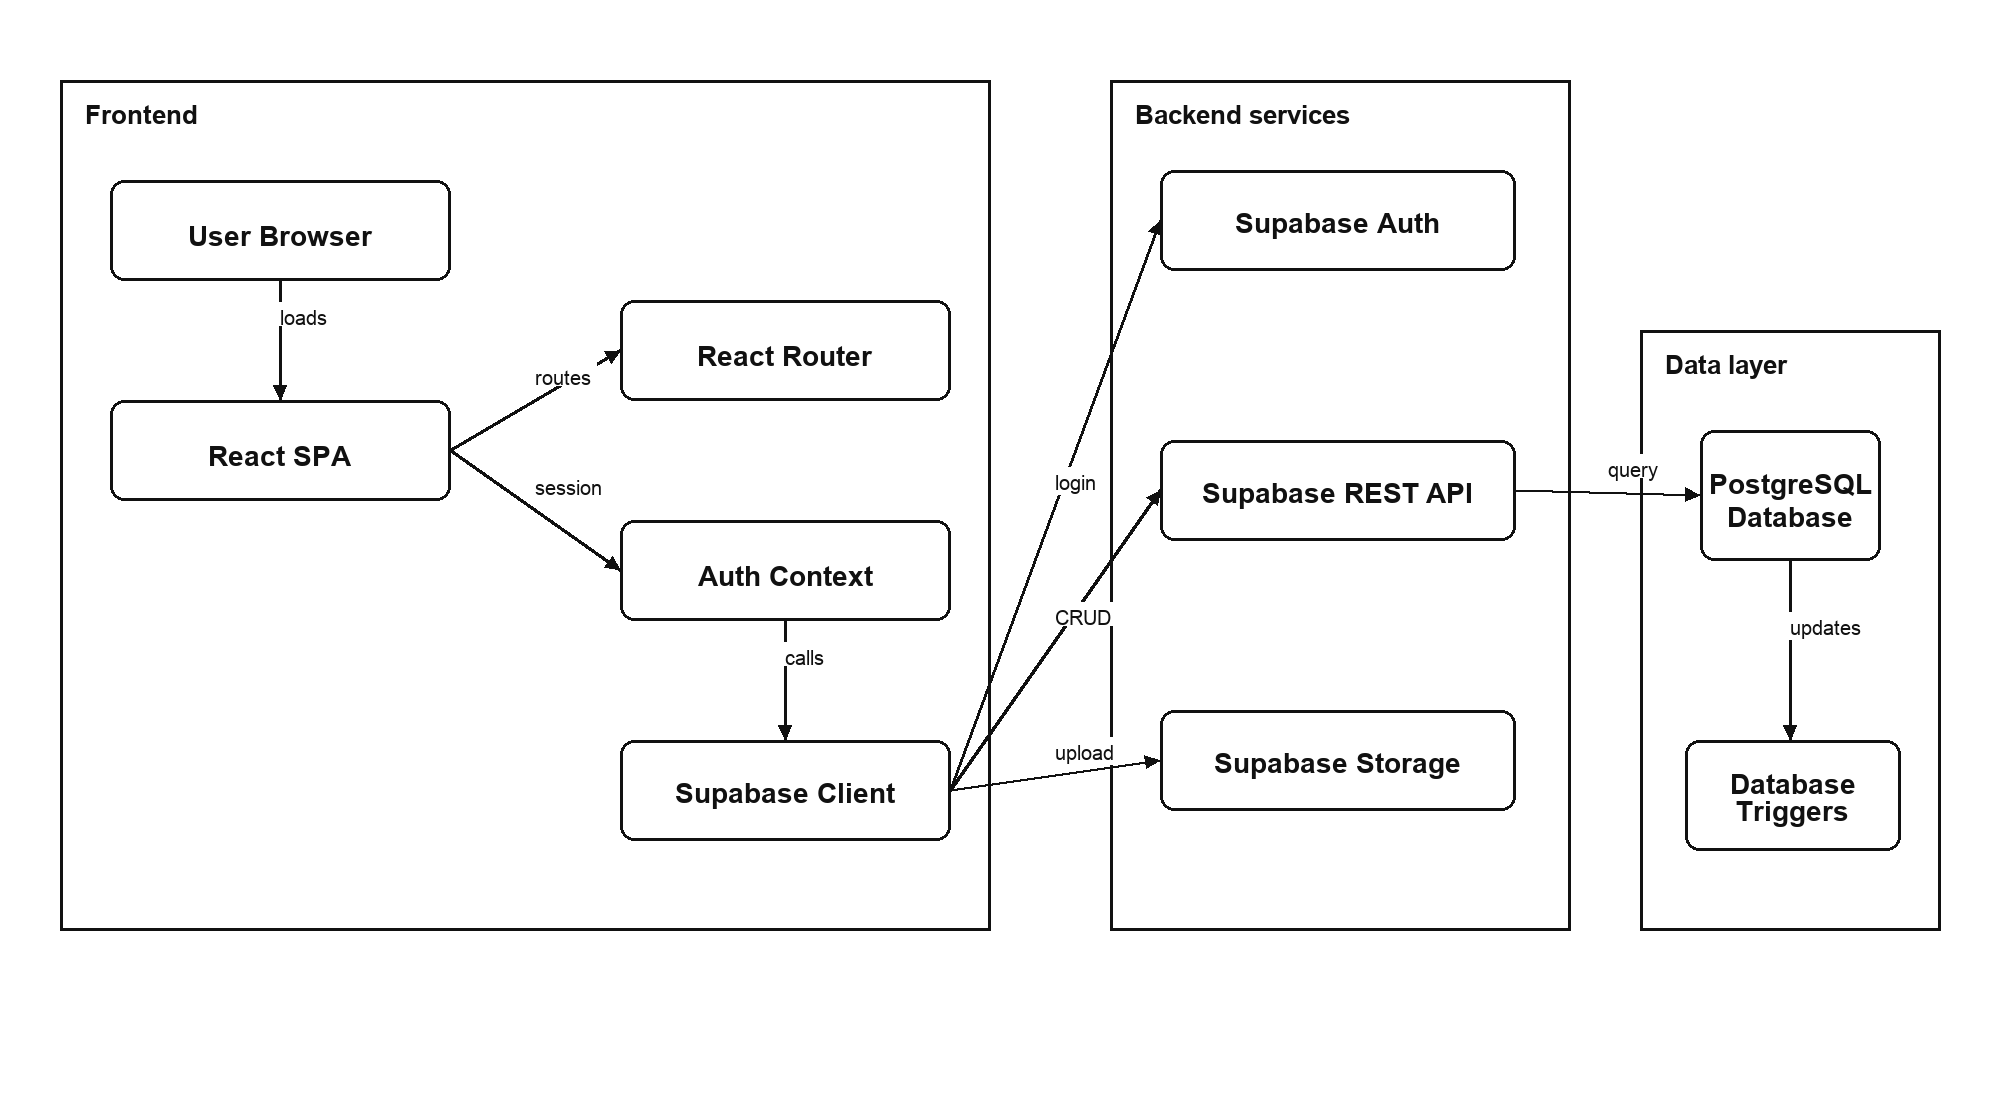 Frontend
User Browser
loads
React SPA
routes
session
React Router
Auth Context
calls
Supabase Client
login
CRUD
upload
Backend services
Supabase Auth
Supabase REST API
Supabase Storage
query
Data layer
PostgreSQL
Database
updates
Database
Triggers